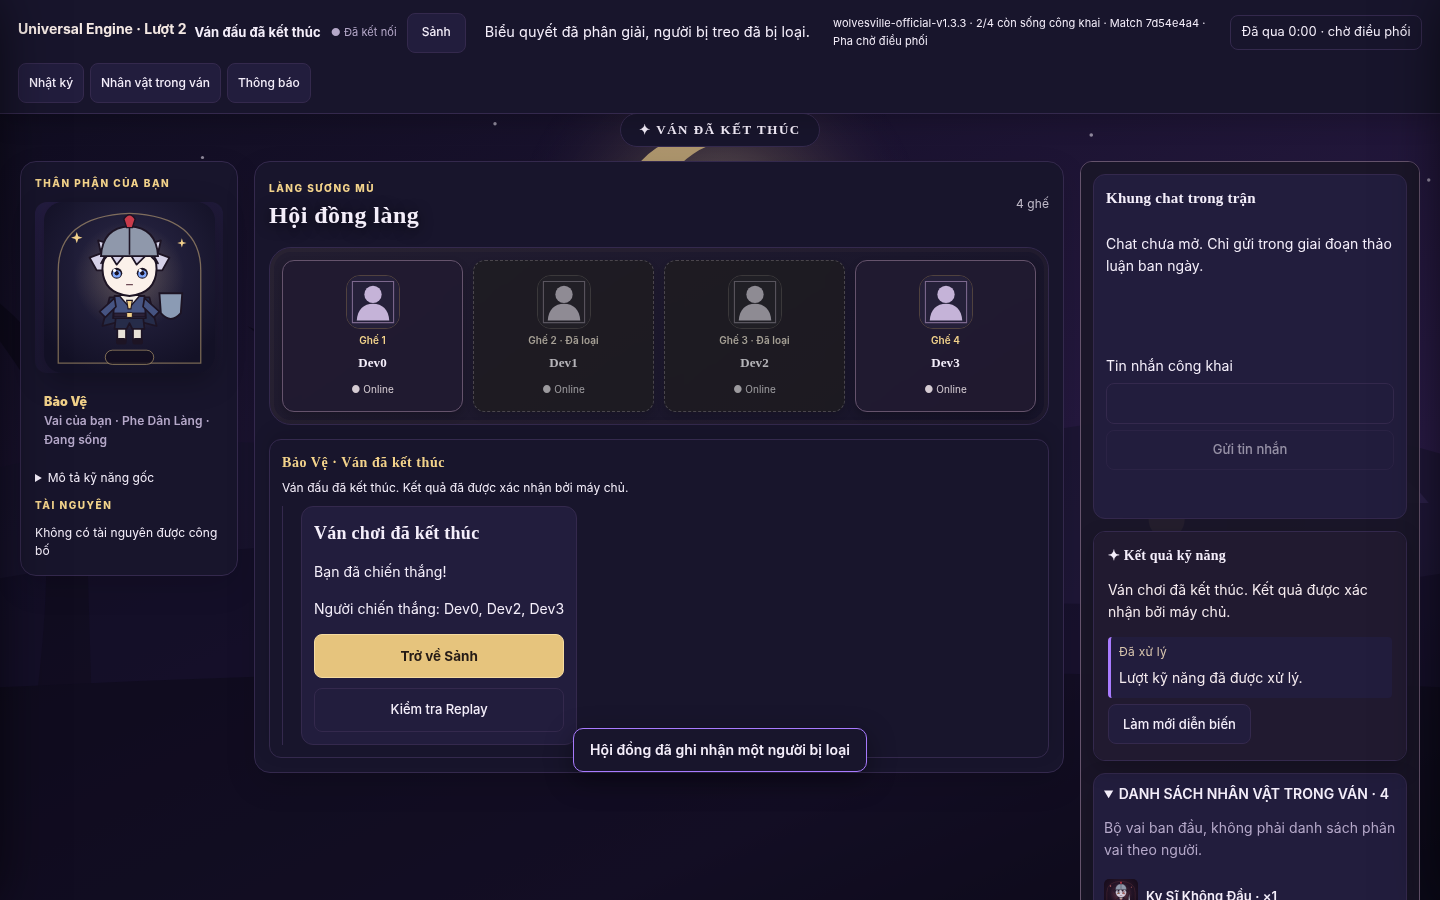 Universal Engine · Lượt 2
Ván đấu đã kết thúc
Đã kết nối
Sảnh
Biểu quyết đã phân giải, người bị treo đã bị loại.
wolvesville-official-v1.3.3 · 2/4 còn sống công khai · Match 7d54e4a4 ·
Pha chờ điều phối
Đã qua 0:00 · chờ điều phối
Nhật ký
Nhân vật trong ván
Thông báo
✦ VÁN ĐÃ KẾT THÚC
THÂN PHẬN CỦA BẠN
Bảo Vệ
Vai của bạn · Phe Dân Làng ·
Đang sống
Mô tả kỹ năng gốc
TÀI NGUYÊN
Không có tài nguyên được công
bố
LÀNG SƯƠNG MÙ
Hội đồng làng
4 ghế
Ghế 1
Dev0
Online
Ghế 2 · Đã loại
Dev1
Online
Ghế 3 · Đã loại
Dev2
Online
Ghế 4
Dev3
Online
Bảo Vệ · Ván đã kết thúc
Ván đấu đã kết thúc. Kết quả đã được xác nhận bởi máy chủ.
Ván chơi đã kết thúc
Bạn đã chiến thắng!
Người chiến thắng: Dev0, Dev2, Dev3
Trở về Sảnh
Kiểm tra Replay
Hội đồng đã ghi nhận một người bị loại
Khung chat trong trận
Chat chưa mở. Chỉ gửi trong giai đoạn thảo
luận ban ngày.
Tin nhắn công khai
Gửi tin nhắn
✦ Kết quả kỹ năng
Ván chơi đã kết thúc. Kết quả được xác
nhận bởi máy chủ.
Đã xử lý
Lượt kỹ năng đã được xử lý.
Làm mới diễn biến
DANH SÁCH NHÂN VẬT TRONG VÁN · 4
Bộ vai ban đầu, không phải danh sách phân
vai theo người.
Kỵ Sĩ Không Đầu · ×1